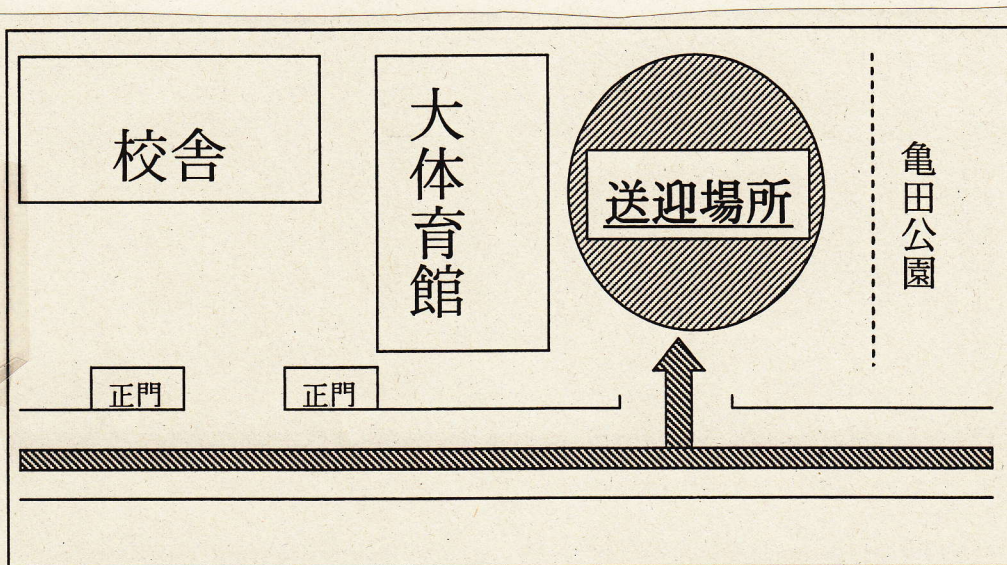 校舎
大体育館
送迎場所
亀田公園
正門
正門